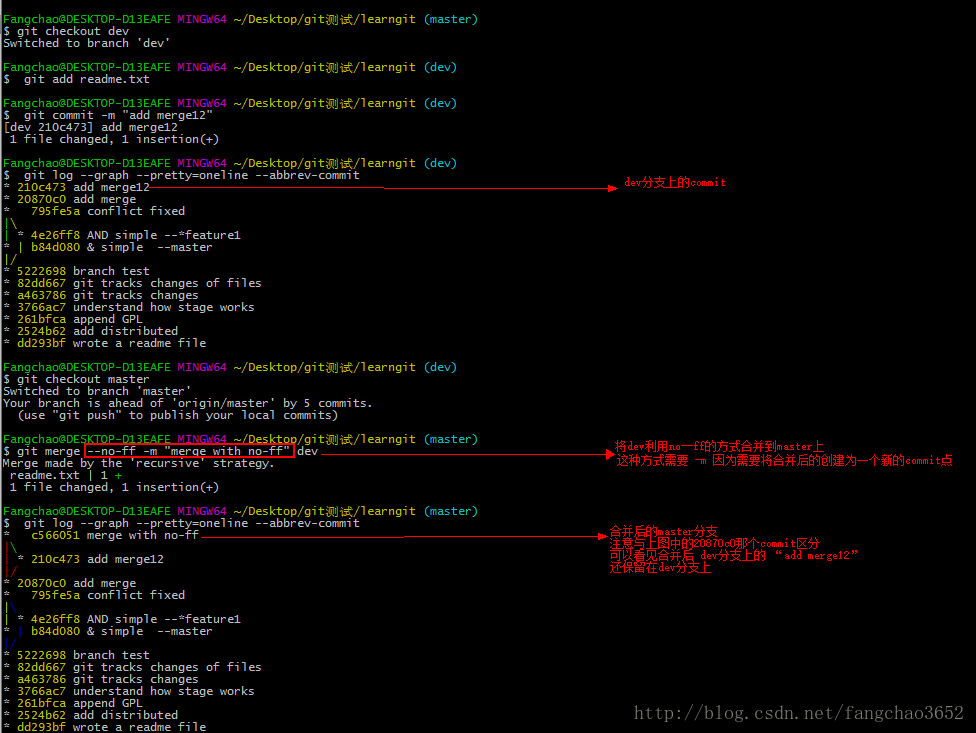 Fangchao@DESKTOP-D13EAFE MINGW64 ~/Desktop/git测试/learngit (master)
$ git checkout dev
Switched to branch 'dev'
Fangchao@DESKTOP-D13EAFE MINGW64 ~/Desktop/git测试/learngit (dev)
$  git add readme.txt
Fangchao@DESKTOP-D13EAFE MINGW64 ~/Desktop/git测试/learngit (dev)
$  git commit -m "add merge12"
[dev 210c473] add merge12
 1 file changed, 1 insertion(+)
Fangchao@DESKTOP-D13EAFE MINGW64 ~/Desktop/git测试/learngit (dev)
$  git log --graph --pretty=oneline --abbrev-commit
* 210c473 add merge12
dev分支上的commit
* 20870c0 add merge
*   795fe5a conflict fixed
|\
| * 4e26ff8 AND simple --*feature1
* | b84d080 & simple  --master
|/
* 5222698 branch test
* 82dd667 git tracks changes of files
* a463786 git tracks changes
* 3766ac7 understand how stage works
* 261bfca append GPL
* 2524b62 add distributed
* dd293bf wrote a readme file
Fangchao@DESKTOP-D13EAFE MINGW64 ~/Desktop/git测试/learngit (dev)
$ git checkout master
Switched to branch 'master'
Your branch is ahead of 'origin/master' by 5 commits.
  (use "git push" to publish your local commits)
Fangchao@DESKTOP-D13EAFE MINGW64 ~/Desktop/git测试/learngit (master)
$ git merge --no-ff -m "merge with no-ff" dev
将dev利用no-ff的方式合并到master上
这种方式需要 -m 因为需要将合并后的创建为一个新的commit点
Merge made by the 'recursive' strategy.
 readme.txt | 1 +
 1 file changed, 1 insertion(+)
Fangchao@DESKTOP-D13EAFE MINGW64 ~/Desktop/git测试/learngit (master)
$  git log --graph --pretty=oneline --abbrev-commit
*   c566051 merge with no-ff
合并后的master分支
注意与上图中的20870c0那个commit区分
可以看见合并后 dev分支上的 “add merge12”
还保留在dev分支上
|\
| * 210c473 add merge12
|/
* 20870c0 add merge
*   795fe5a conflict fixed
|\
| * 4e26ff8 AND simple --*feature1
* | b84d080 & simple  --master
|/
* 5222698 branch test
* 82dd667 git tracks changes of files
* a463786 git tracks changes
* 3766ac7 understand how stage works
* 261bfca append GPL
* 2524b62 add distributed
* dd293bf wrote a readme file
http://blog.csdn.net/fangchao3652